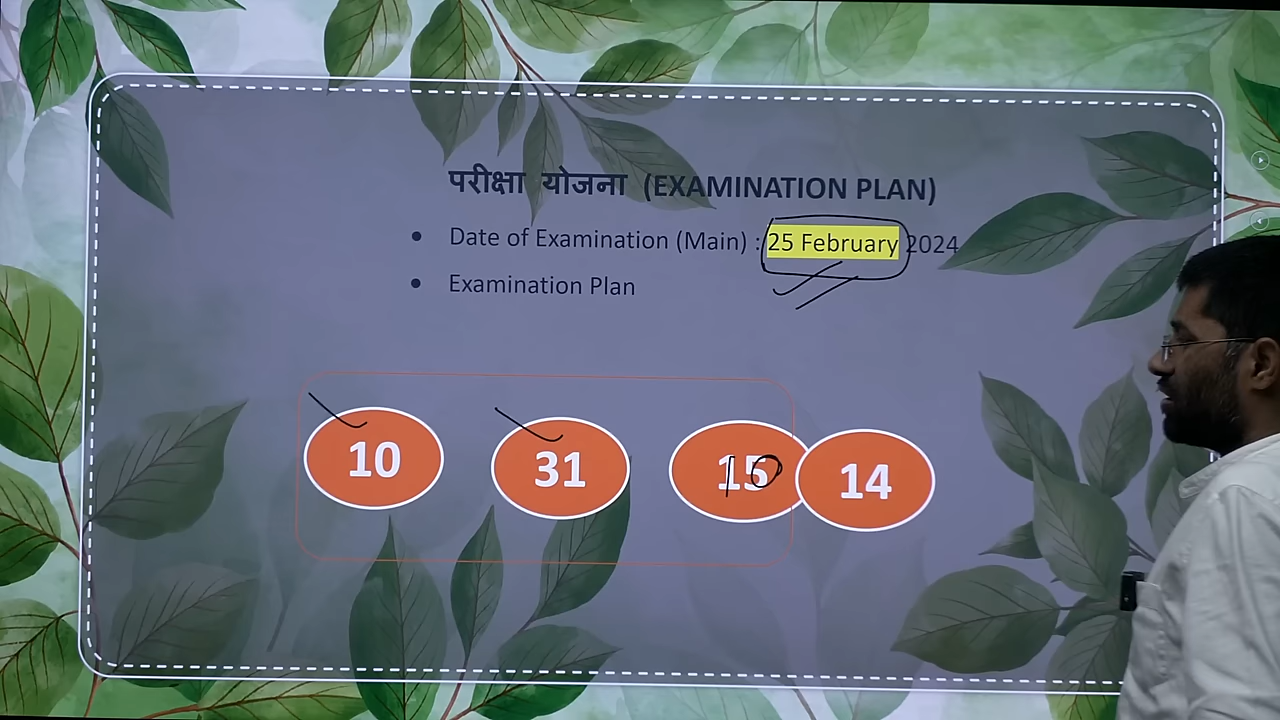 परीक्षा योजना (EXAMINATION PLAN)
• Date of Examination (Main) : 25 February 2024
• Examination Plan
10 31 15 14